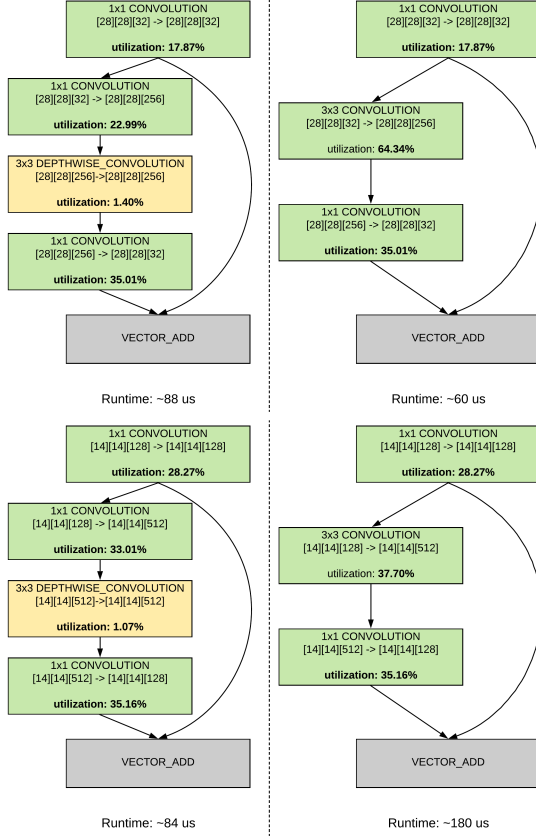 1x1 CONVOLUTION
[28][28][32] -> [28][28][32]
utilization: 17.87%
1x1 CONVOLUTION
[28][28][32] -> [28][28][256]
utilization: 22.99%
3x3 DEPTHWISE_CONVOLUTION
[28][28][256]->[28][28][256]
utilization: 1.40%
1x1 CONVOLUTION
[28][28][256] -> [28][28][32]
utilization: 35.01%
VECTOR_ADD
Runtime: ~88 us
1x1 CONVOLUTION
[28][28][32] -> [28][28][32]
utilization: 17.87%
3x3 CONVOLUTION
[28][28][32] -> [28][28][256]
utilization: 64.34%
1x1 CONVOLUTION
[28][28][256] -> [28][28][32]
utilization: 35.01%
VECTOR_ADD
Runtime: ~60 us
1x1 CONVOLUTION
[14][14][128] -> [14][14][128]
utilization: 28.27%
1x1 CONVOLUTION
[14][14][128] -> [14][14][512]
utilization: 33.01%
3x3 DEPTHWISE_CONVOLUTION
[14][14][512]->[14][14][512]
utilization: 1.07%
1x1 CONVOLUTION
[14][14][512] -> [14][14][128]
utilization: 35.16%
VECTOR_ADD
Runtime: ~84 us
1x1 CONVOLUTION
[14][14][128] -> [14][14][128]
utilization: 28.27%
3x3 CONVOLUTION
[14][14][128] -> [14][14][512]
utilization: 37.70%
1x1 CONVOLUTION
[14][14][512] -> [14][14][128]
utilization: 35.16%
VECTOR_ADD
Runtime: ~180 us